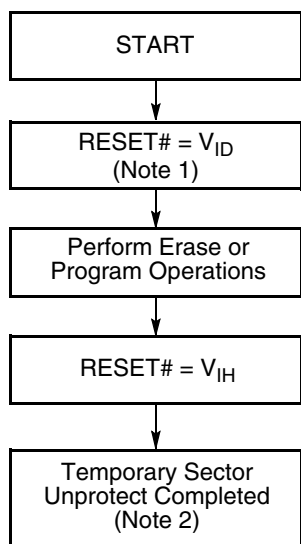 START
RESET# = VID
(Note 1)
Perform Erase or
Program Operations
RESET# = VIH
Temporary Sector
Unprotect Completed
(Note 2)